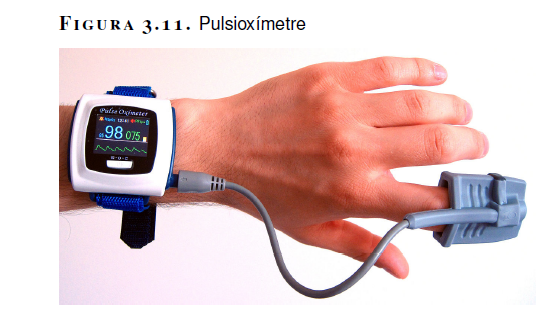 FIGURA 3.11. Pulsioxímetre
Pulse Oximeter
98 075